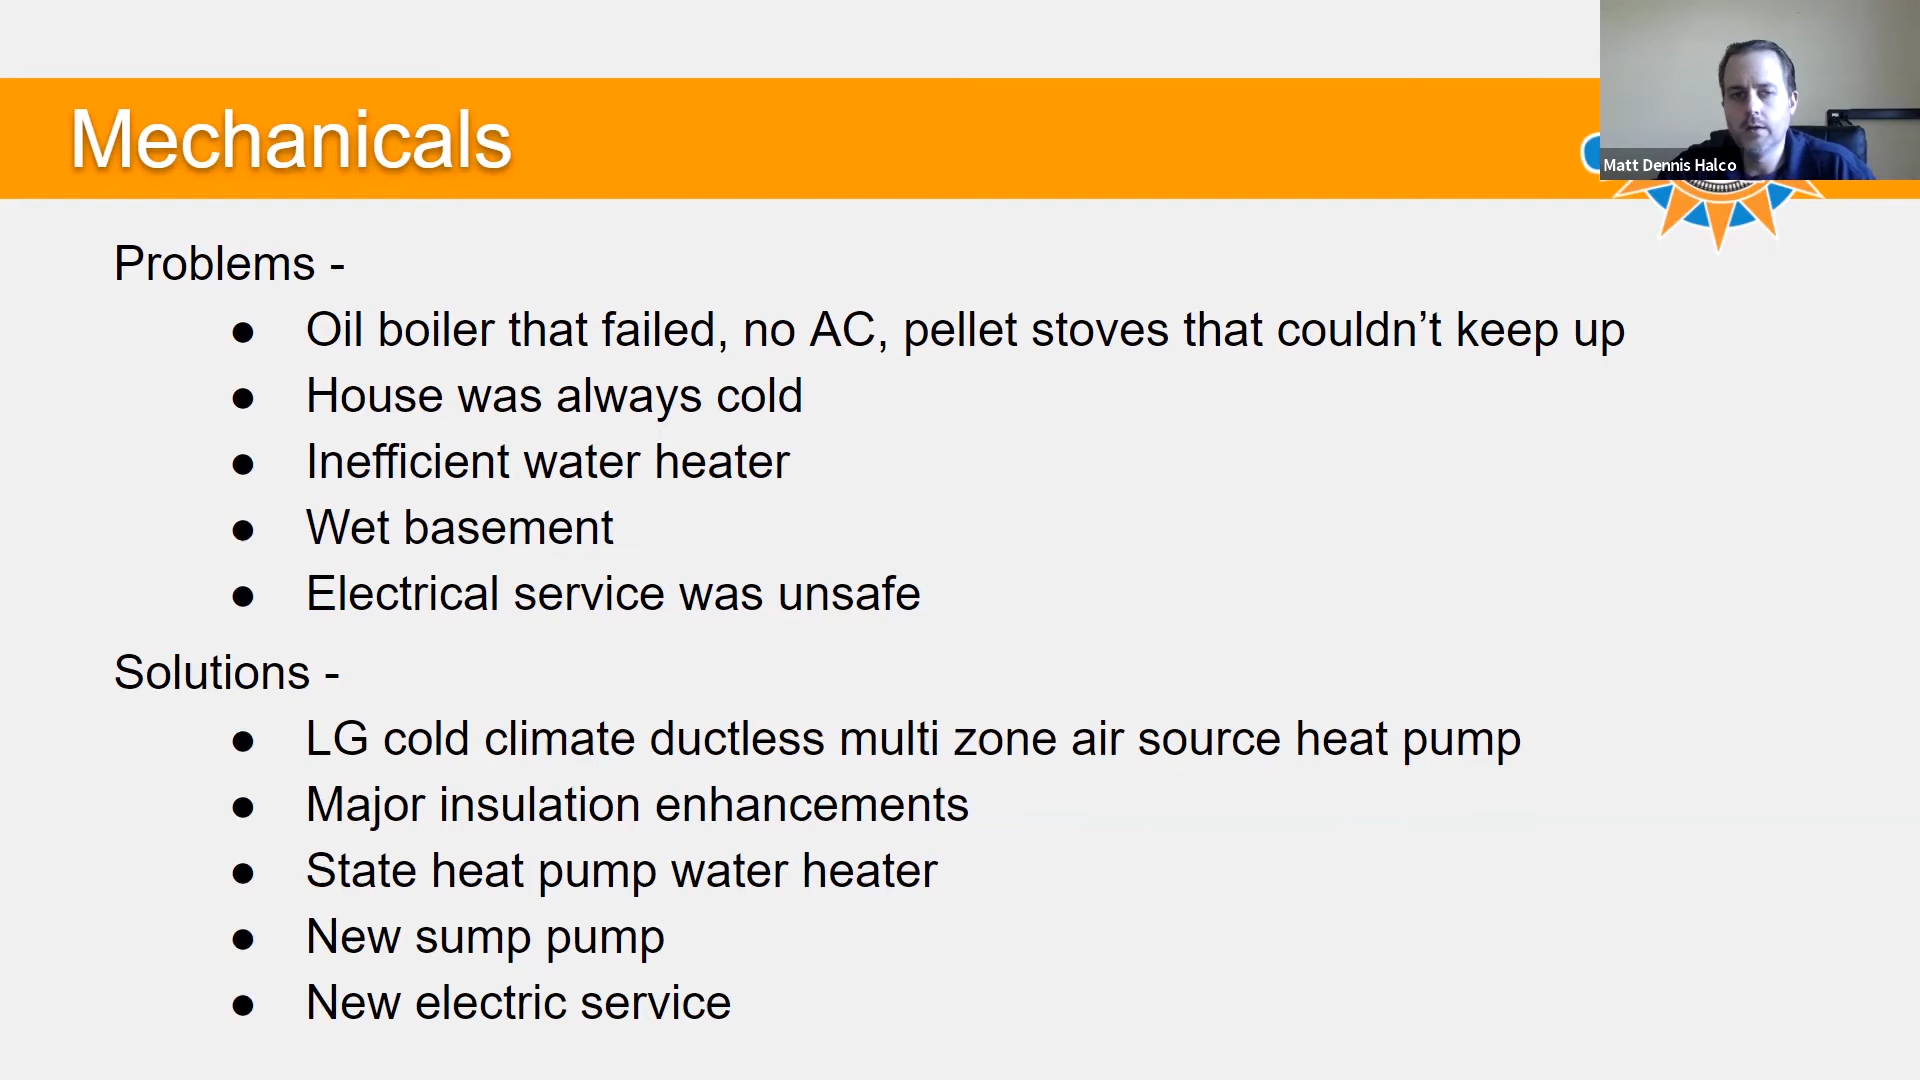 Mechanicals
Matt Dennis Halco
Problems -
● Oil boiler that failed, no AC, pellet stoves that couldn’t keep up
● House was always cold
● Inefficient water heater
● Wet basement
● Electrical service was unsafe
Solutions -
● LG cold climate ductless multi zone air source heat pump
● Major insulation enhancements
● State heat pump water heater
● New sump pump
● New electric service